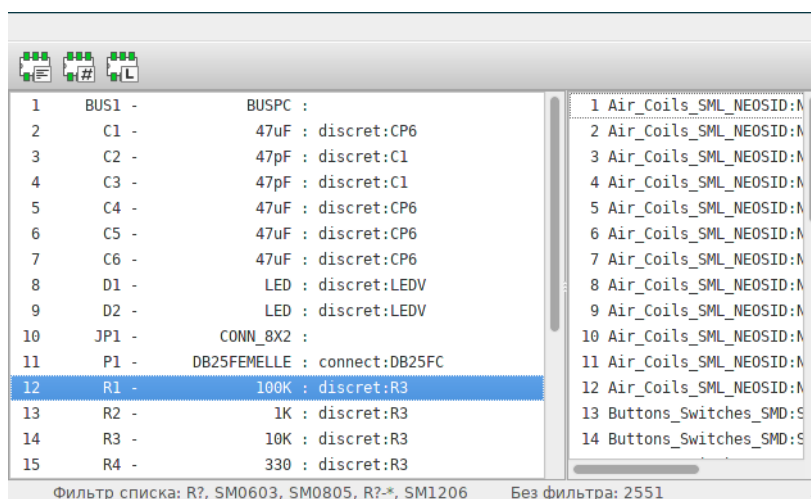 1 BUS1 - BUSPC :
2 C1 - 47uF : discret:CP6
3 C2 - 47pF : discret:C1
4 C3 - 47pF : discret:C1
5 C4 - 47uF : discret:CP6
6 C5 - 47uF : discret:CP6
7 C6 - 47uF : discret:CP6
8 D1 - LED : discret:LEDV
9 D2 - LED : discret:LEDV
10 JP1 - CONN_8X2 :
11 P1 - DB25FEMELLE : connect:DB25FC
12 R1 - 100K : discret:R3
13 R2 - 1K : discret:R3
14 R3 - 10K : discret:R3
15 R4 - 330 : discret:R3
1 Air_Coils_SML_NEOSID:N
2 Air_Coils_SML_NEOSID:N
3 Air_Coils_SML_NEOSID:N
4 Air_Coils_SML_NEOSID:N
5 Air_Coils_SML_NEOSID:N
6 Air_Coils_SML_NEOSID:N
7 Air_Coils_SML_NEOSID:N
8 Air_Coils_SML_NEOSID:N
9 Air_Coils_SML_NEOSID:N
10 Air_Coils_SML_NEOSID:N
11 Air_Coils_SML_NEOSID:N
12 Air_Coils_SML_NEOSID:N
13 Buttons_Switches_SMD:S
14 Buttons_Switches_SMD:S
Фильтр списка: R?, SM0603, SM0805, R?-*, SM1206 Без фильтра: 2551